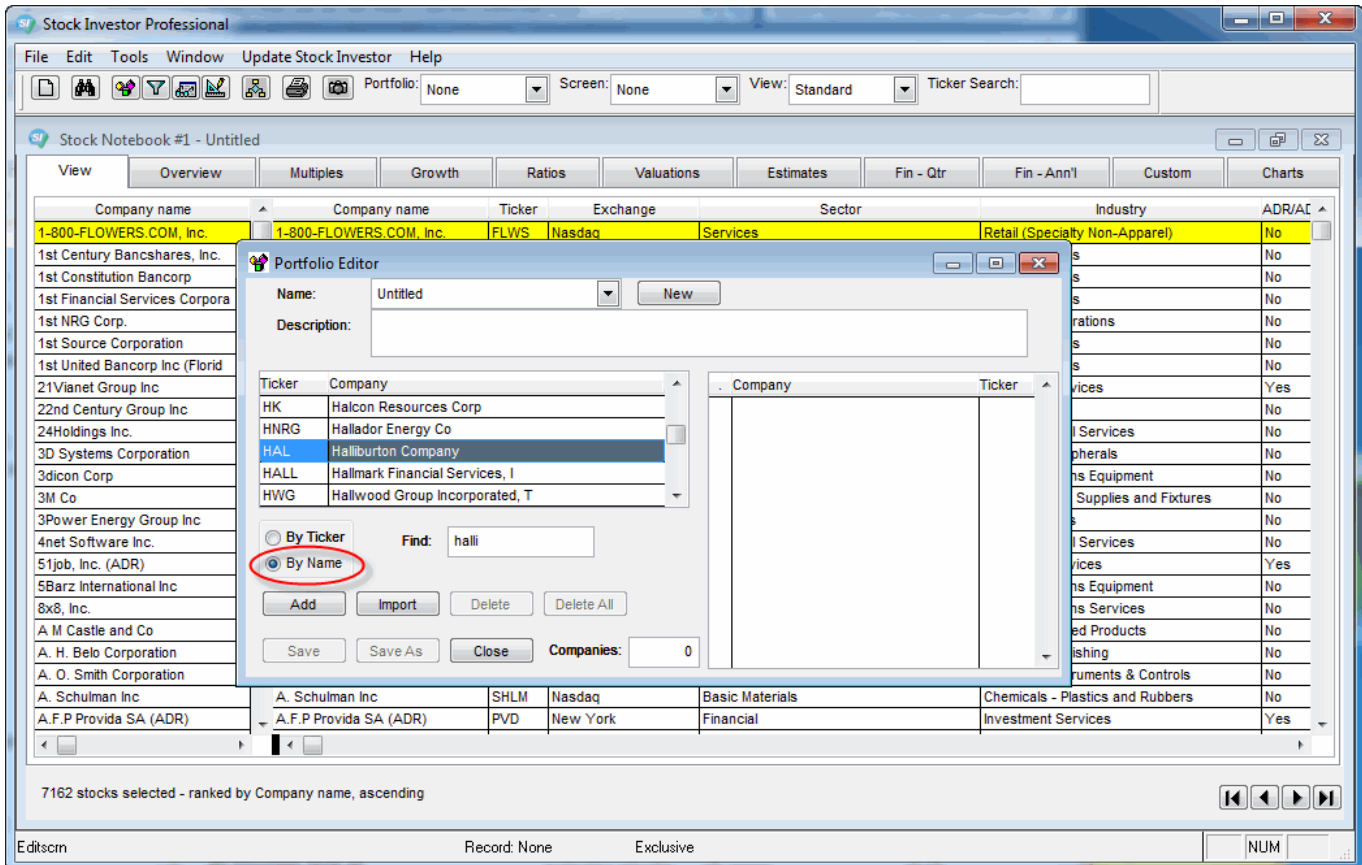 Stock Investor Professional
File Edit Tools Window Update Stock Investor Help
Portfolio: None Screen: None View: Standard Ticker Search:
Stock Notebook #1 - Untitled
View Overview Multiples Growth Ratios Valuations Estimates Fin - Qtr Fin - Ann'l Custom Charts
Company name Company name Ticker Exchange Sector Industry ADR/AD
1-800-FLOWERS.COM, Inc. 1-800-FLOWERS.COM, Inc. FLWS Nasdaq Services Retail (Specialty Non-Apparel) No
1st Century Bancshares, Inc. s No
1st Constitution Bancorp s No
1st Financial Services Corpora s No
1st NRG Corp. rations No
1st Source Corporation s No
1st United Bancorp Inc (Florid s No
21Vianet Group Inc vices Yes
22nd Century Group Inc No
24Holdings Inc. l Services No
3D Systems Corporation pherals No
3dicon Corp ns Equipment No
3M Co Supplies and Fixtures No
3Power Energy Group Inc s No
4net Software Inc. l Services No
51job, Inc. (ADR) vices Yes
5Barz International Inc ns Equipment No
8x8, Inc. ns Services No
A M Castle and Co ed Products No
A. H. Belo Corporation ishing No
A. O. Smith Corporation ruments & Controls No
A. Schulman Inc A. Schulman Inc SHLM Nasdaq Basic Materials Chemicals - Plastics and Rubbers No
A.F.P Provida SA (ADR) A.F.P Provida SA (ADR) PVD New York Financial Investment Services Yes
Portfolio Editor
Name: Untitled New
Description:
Ticker Company . Company Ticker
HK Halcon Resources Corp
HNRG Hallador Energy Co
HAL Halliburton Company
HALL Hallmark Financial Services, I
HWG Hallwood Group Incorporated, T
By Ticker Find: halli
By Name
Add Import Delete Delete All
Save Save As Close Companies: 0
7162 stocks selected - ranked by Company name, ascending
Editscrn Record: None Exclusive NUM